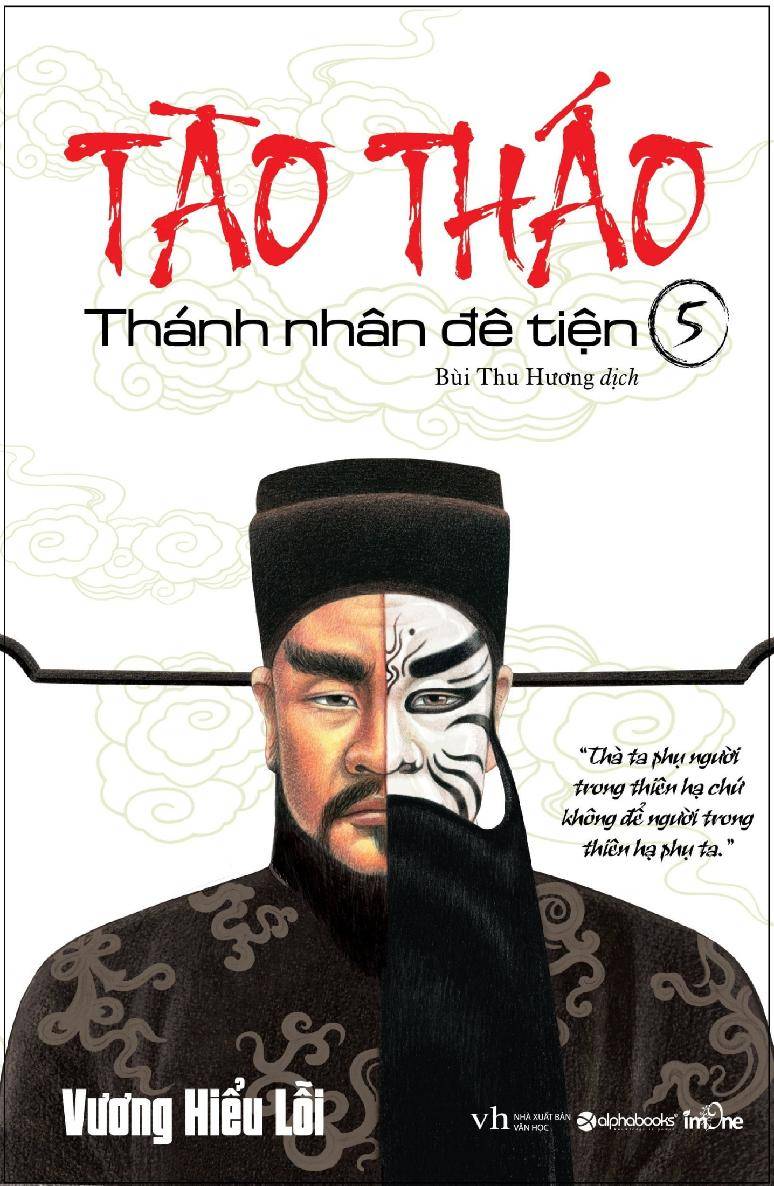 TÀO THÁO
Thánh nhân đê tiện 5
Bùi Thu Hương dịch
“Thà ta phụ người
trong thiên hạ chứ
không để người trong
thiên hạ phụ ta.”
Vương Hiểu Lỗi
vh NHÀ XUẤT BẢN
VĂN HỌC
alphabooks®
imOne